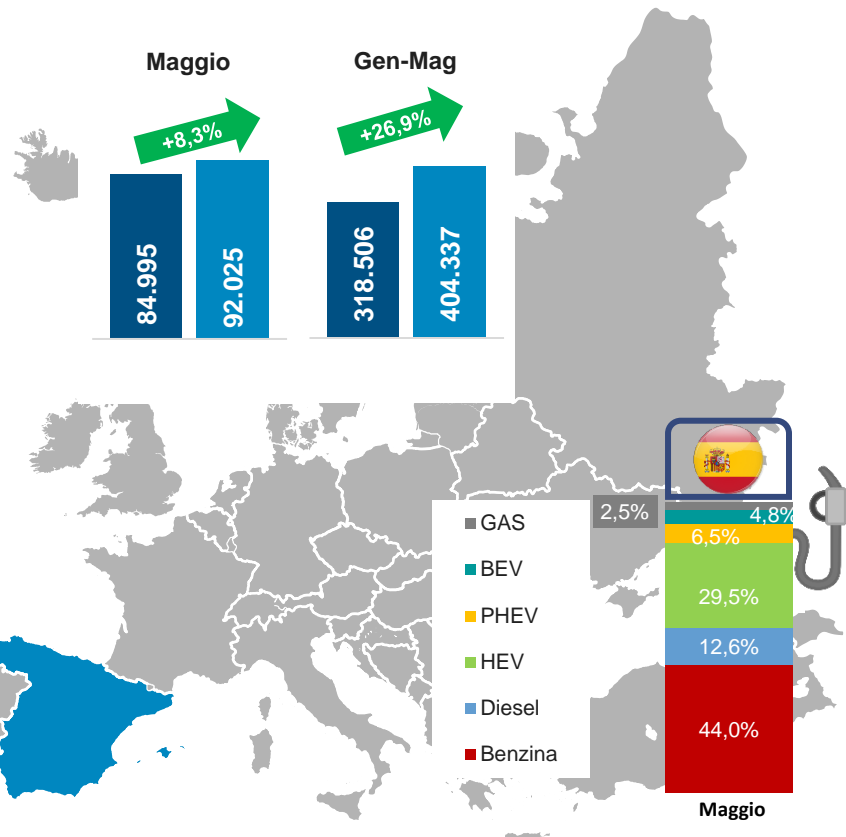 Maggio
Gen-Mag
+8,3%
+26,9%
84.995
92.025
318.506
404.337
GAS
BEV
PHEV
HEV
Diesel
Benzina
2,5%
4,8%
6,5%
29,5%
12,6%
44,0%
Maggio